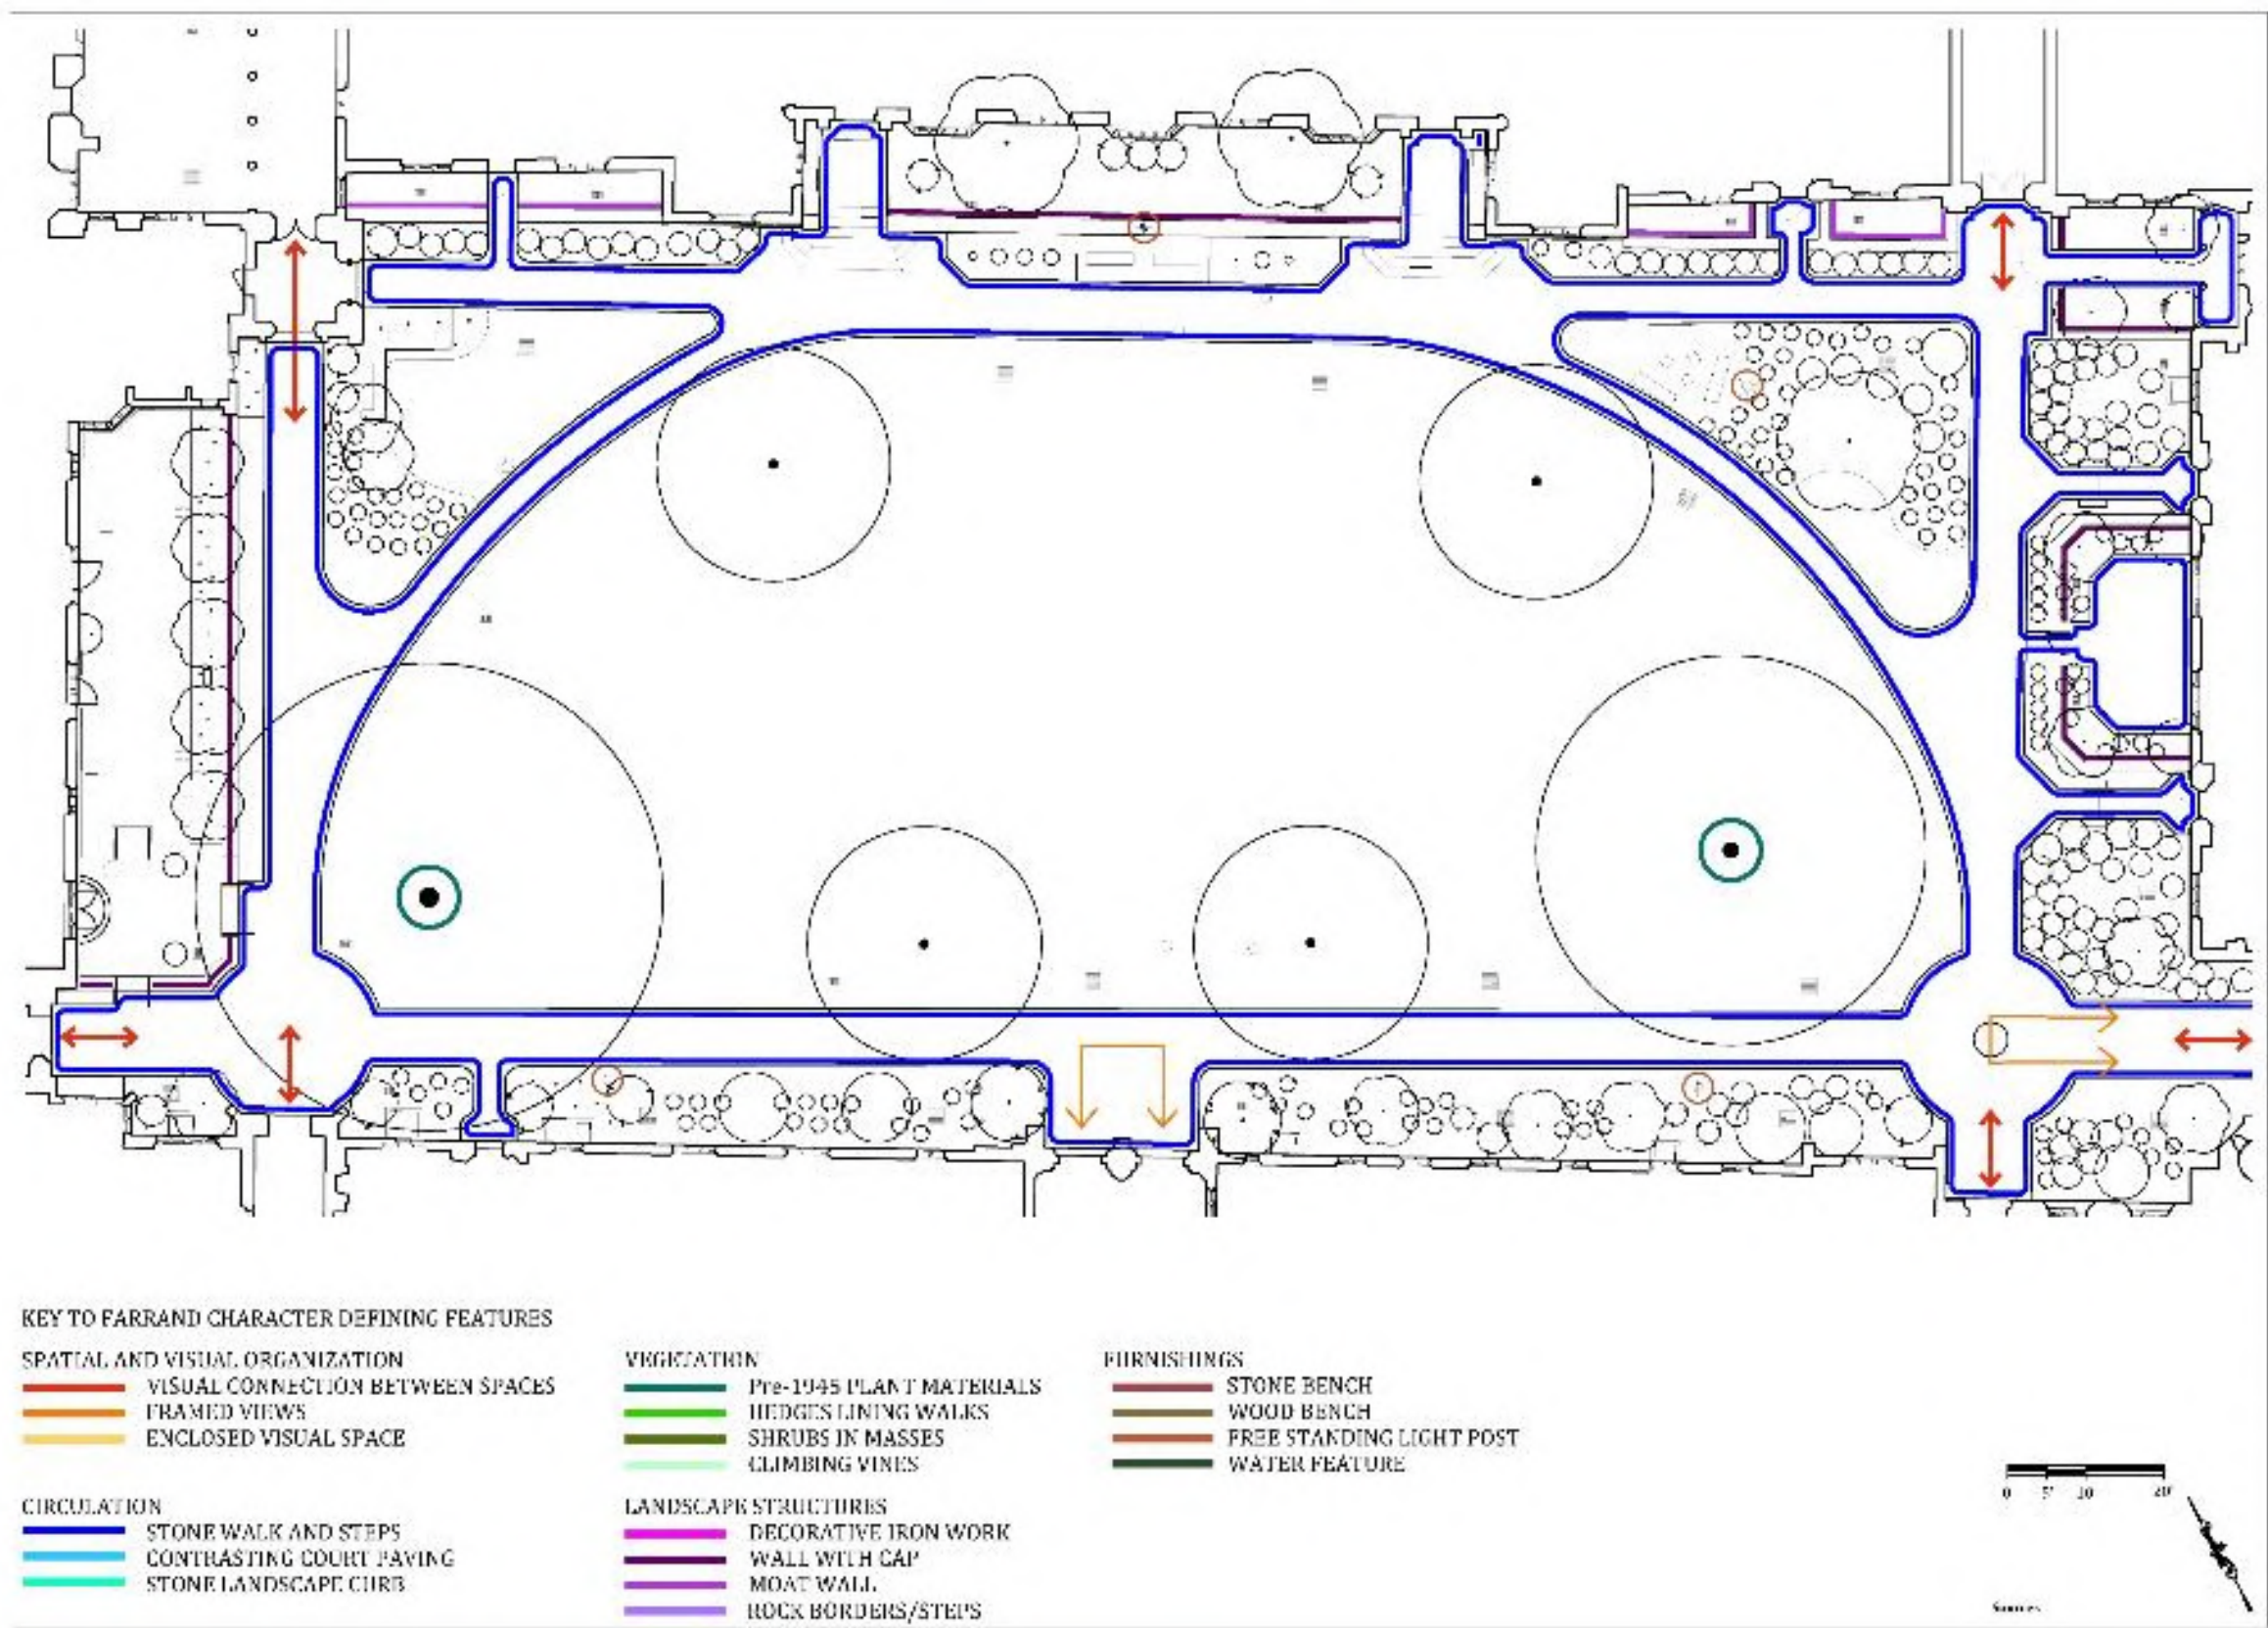 KEY TO FARRAND CHARACTER DEFINING FEATURES
SPATIAL AND VISUAL ORGANIZATION
VISUAL CONNECTION BETWEEN SPACES
FRAMED VIEWS
ENCLOSED VISUAL SPACE
CIRCULATION
STONE WALK AND STEPS
CONTRASTING COURT PAVING
STONE LANDSCAPE CURB
VEGETATION
Pre-1945 PLANT MATERIALS
HEDGES LINING WALKS
SHRUBS IN MASSES
CLIMBING VINES
LANDSCAPE STRUCTURES
DECORATIVE IRON WORK
WALL WITH CAP
MOAT WALL
ROCK BORDERS/STEPS
FURNISHINGS
STONE BENCH
WOOD BENCH
FREE STANDING LIGHT POST
WATER FEATURE
0 5' 10 20'